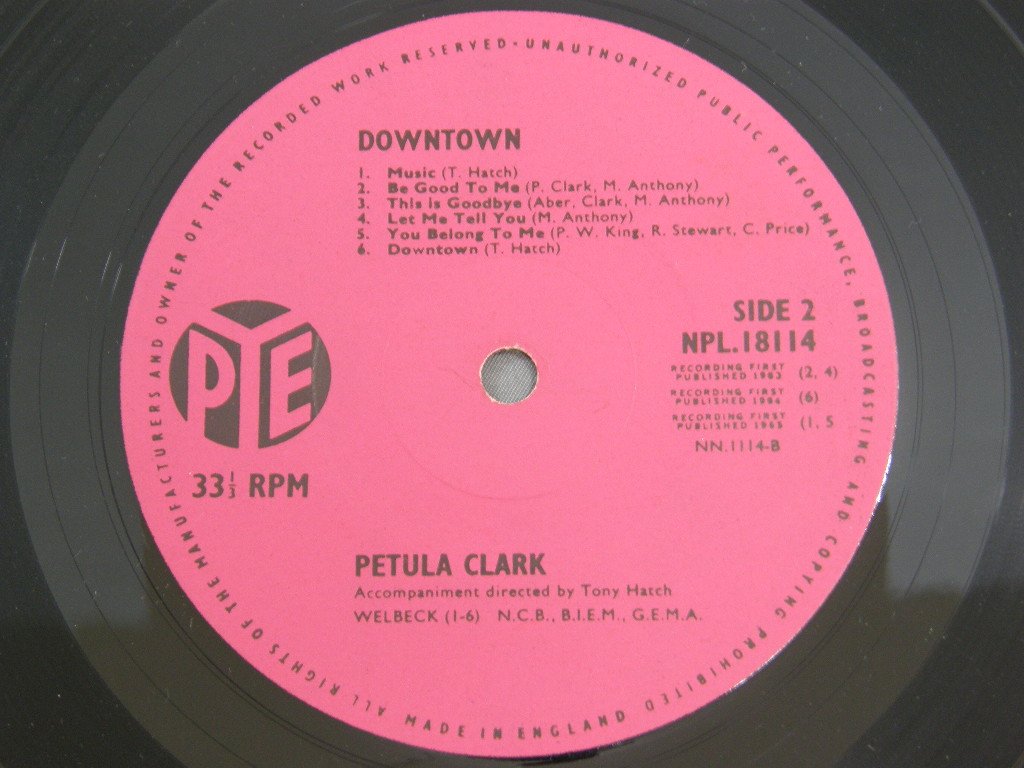 ALL RIGHTS OF THE MANUFACTURERS AND OWNER OF THE RECORDED WORK RESERVED-UNAUTHORIZED PUBLIC PERFORMANCE, BROADCASTING AND COPYING PROHIBITED
MADE IN ENGLAND
DOWNTOWN
1. Music (T. Hatch)
2. Be Good To Me (P. Clark, M. Anthony)
3. This is Goodbye (Aber, Clark, M. Anthony)
4. Let Me Tell You (M. Anthony)
5. You Belong To Me (P. W. King, R. Stewart, C. Price)
6. Downtown (T. Hatch)
PYE
33⅓ RPM
SIDE 2
NPL.18114
RECORDING FIRST
PUBLISHED 1963 (2, 4)
RECORDING FIRST
PUBLISHED 1964 (6)
RECORDING FIRST
PUBLISHED 1965 (1, 5
NN.1114-B
PETULA CLARK
Accompaniment directed by Tony Hatch
WELBECK (1-6) N.C.B., B.I.E.M., G.E.M.A.